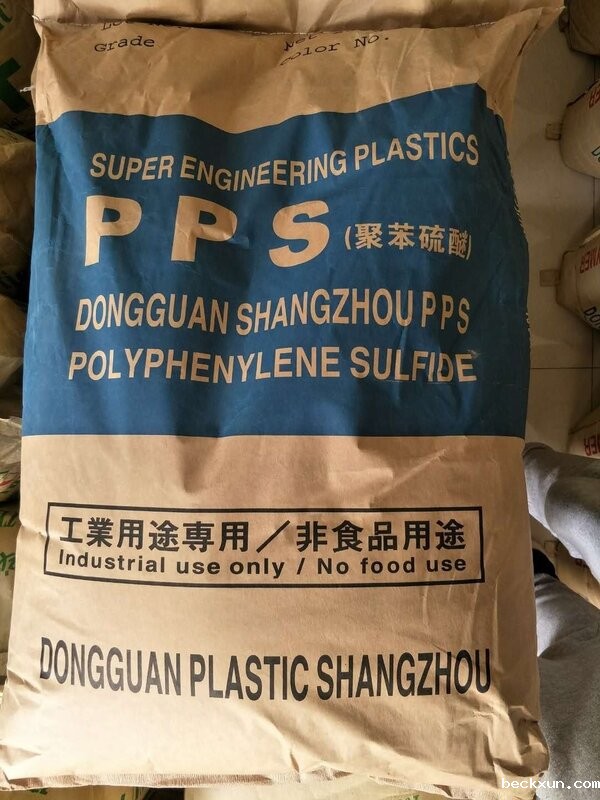 Grade
Color No.
SUPER ENGINEERING PLASTICS
PPS (聚苯硫醚)
DONGGUAN SHANGZHOU PPS
POLYPHENYLENE SULFIDE
工業用途専用／非食品用途
Industrial use only / No food use
DONGGUAN PLASTIC SHANGZHOU
beckxun.com